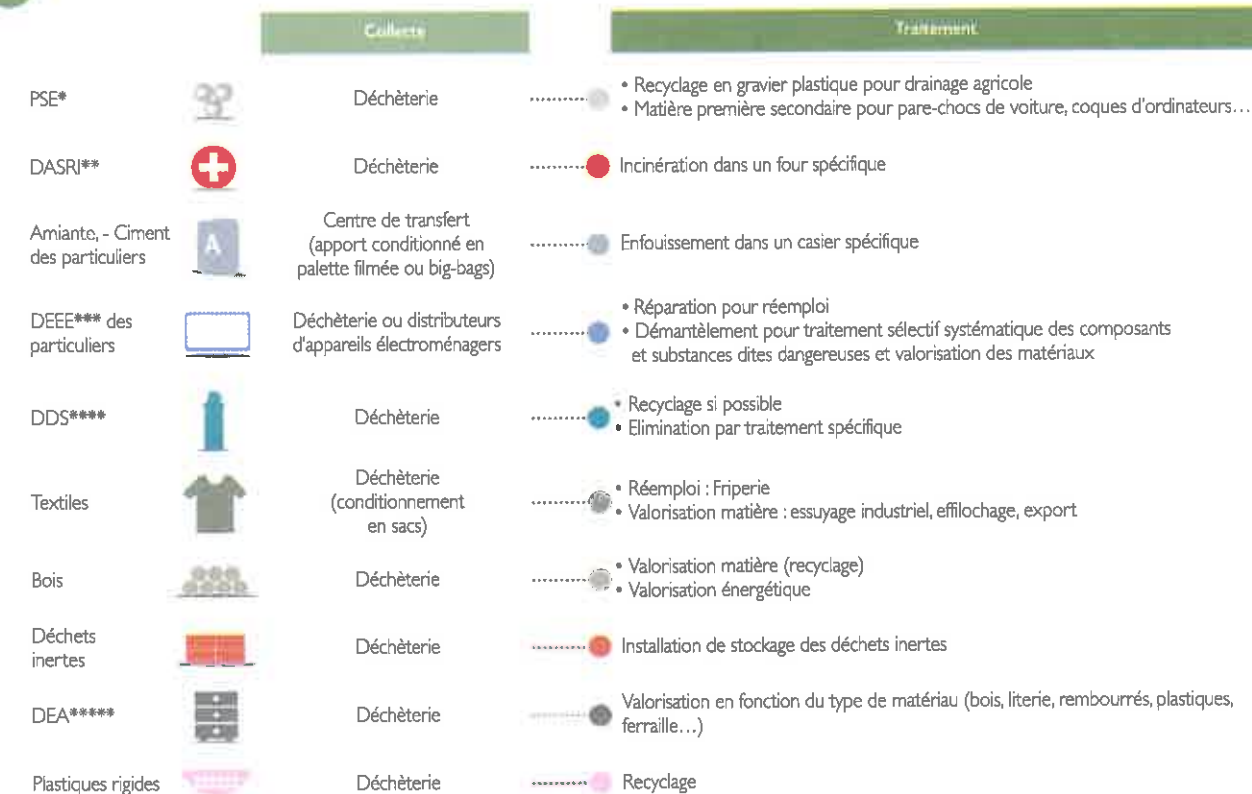 Collecte
Traitement
PSE*
Déchèterie
• Recyclage en gravier plastique pour drainage agricole
• Matière première secondaire pour pare-chocs de voiture, coques d'ordinateurs…
DASRI**
Déchèterie
Incinération dans un four spécifique
Amiante, - Ciment
des particuliers
A
Centre de transfert
(apport conditionné en
palette filmée ou big-bags)
Enfouissement dans un casier spécifique
DEEE*** des
particuliers
Déchèterie ou distributeurs
d'appareils électroménagers
• Réparation pour réemploi
• Démantèlement pour traitement sélectif systématique des composants
et substances dites dangereuses et valorisation des matériaux
DDS****
Déchèterie
• Recyclage si possible
• Elimination par traitement spécifique
Textiles
Déchèterie
(conditionnement
en sacs)
• Réemploi : Friperie
• Valorisation matière : essuyage industriel, effilochage, export
Bois
Déchèterie
• Valorisation matière (recyclage)
• Valorisation énergétique
Déchets
inertes
Déchèterie
Installation de stockage des déchets inertes
DEA*****
Déchèterie
Valorisation en fonction du type de matériau (bois, literie, rembourrés, plastiques,
ferraille…)
Plastiques rigides
Déchèterie
Recyclage